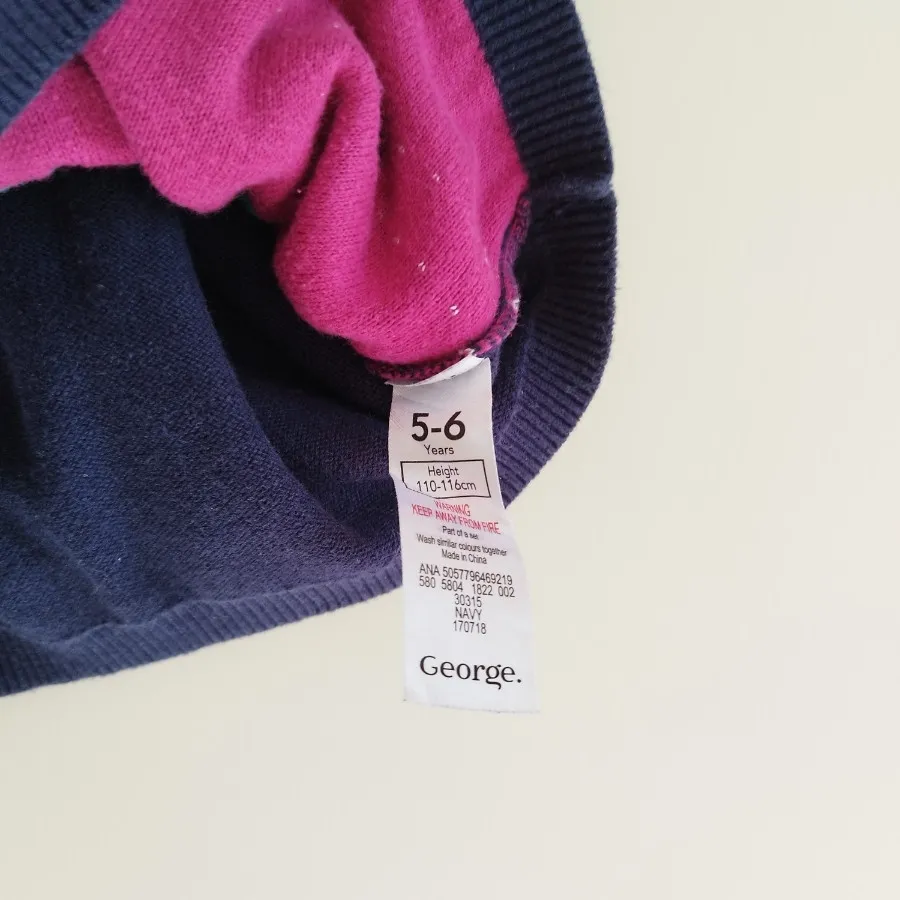 5-6
Years
Height
110-116cm
WARNING
KEEP AWAY FROM FIRE
Part of a set
Wash similar colours together
Made in China
ANA 5057796469219
580 5804 1822 002
30315
NAVY
170718
George.